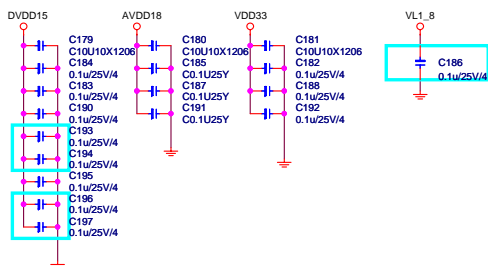 DVDD15
AVDD18
VDD33
VL1_8
C179
C10U10X1206
C184
0.1u/25V/4
C183
0.1u/25V/4
C190
0.1u/25V/4
C193
0.1u/25V/4
C194
0.1u/25V/4
C195
0.1u/25V/4
C196
0.1u/25V/4
C197
0.1u/25V/4
C180
C10U10X1206
C185
C0.1U25Y
C187
C0.1U25Y
C191
C0.1U25Y
C181
C10U10X1206
C182
0.1u/25V/4
C188
0.1u/25V/4
C192
0.1u/25V/4
C186
0.1u/25V/4